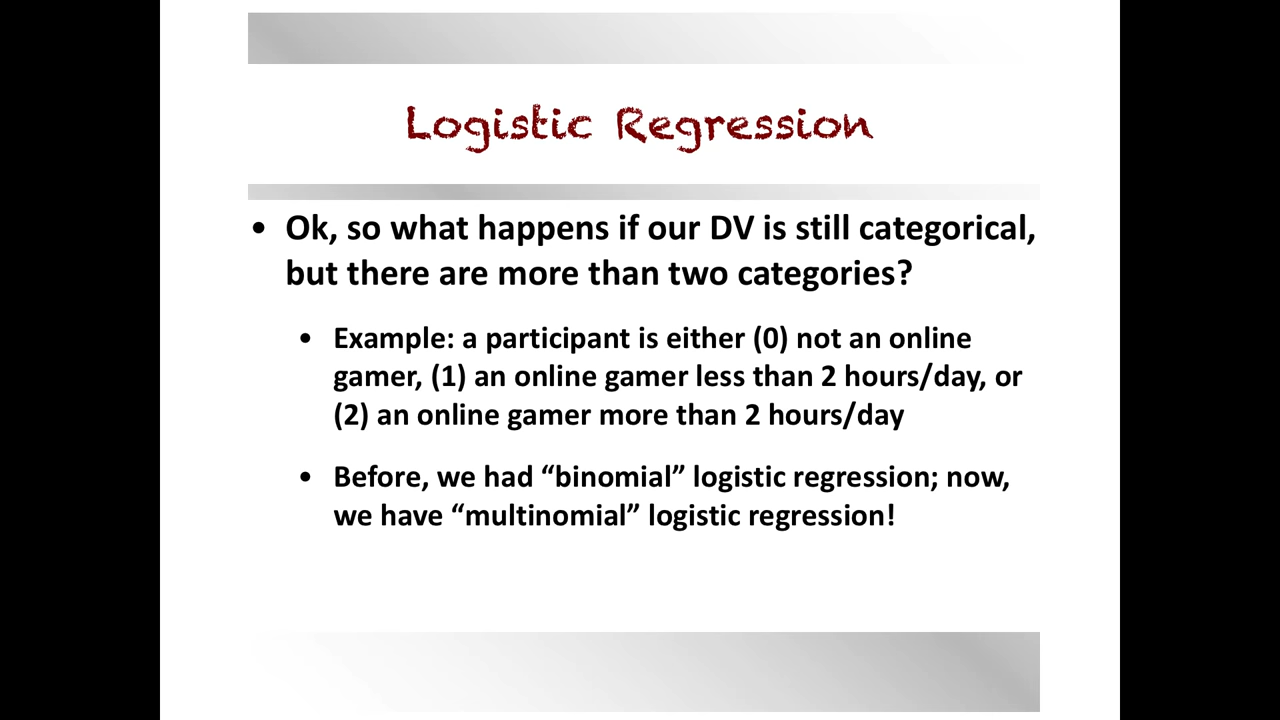 Logistic Regression
• Ok, so what happens if our DV is still categorical,
but there are more than two categories?
• Example: a participant is either (0) not an online
gamer, (1) an online gamer less than 2 hours/day, or
(2) an online gamer more than 2 hours/day
• Before, we had “binomial” logistic regression; now,
we have “multinomial” logistic regression!